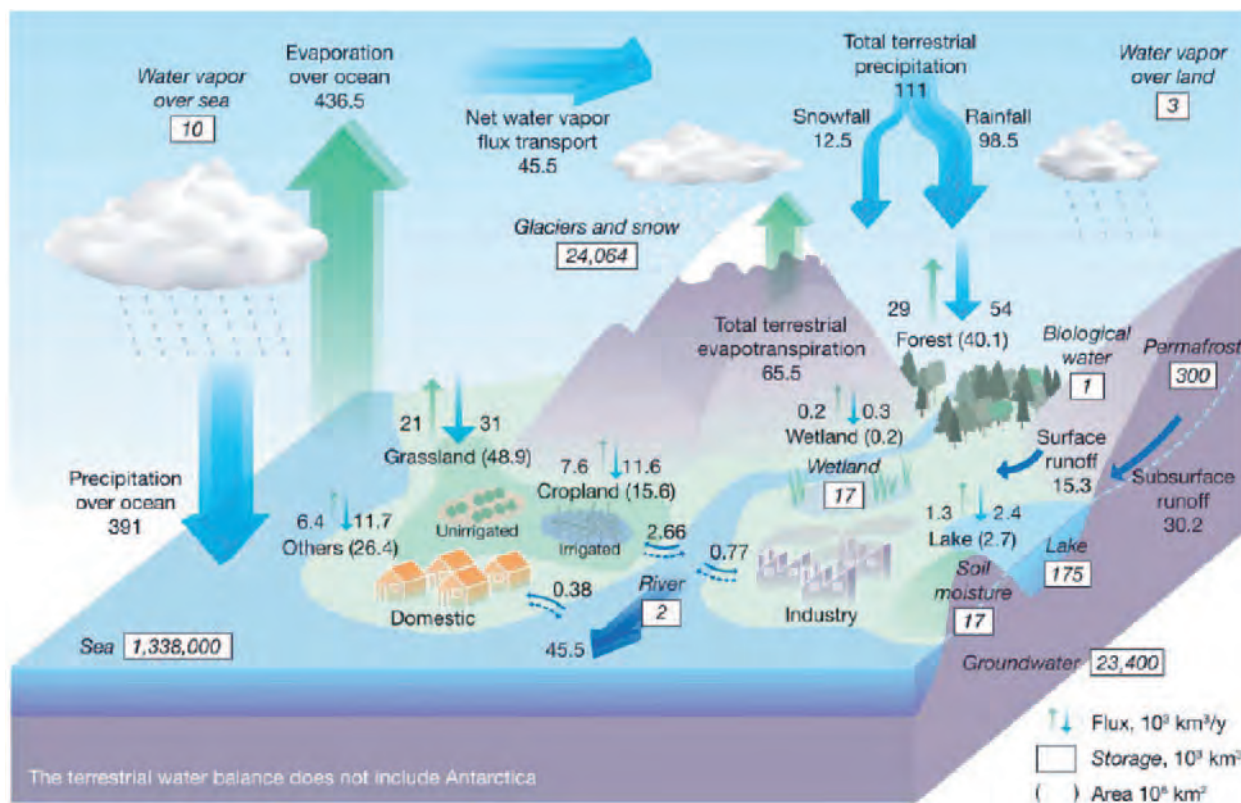 Water vapor
over sea
10
Evaporation
over ocean
436.5
Net water vapor
flux transport
45.5
Total terrestrial
precipitation
111
Snowfall
12.5
Rainfall
98.5
Water vapor
over land
3
Glaciers and snow
24,064
Total terrestrial
evapotranspiration
65.5
29 54
Forest (40.1)
Biological
water
1
Permafrost
300
21 31
Grassland (48.9)
0.2 0.3
Wetland (0.2)
Wetland
17
Surface
runoff
15.3
Subsurface
runoff
30.2
Precipitation
over ocean
391
7.6 11.6
Cropland (15.6)
6.4 11.7
Others (26.4)
Unirrigated
Irrigated
2.66
0.77
1.3 2.4
Lake (2.7)
Lake
175
0.38
River
2
Soil
moisture
17
Domestic
Industry
45.5
Sea 1,338,000
Groundwater 23,400
Flux, 10³ km³/y
Storage, 10³ km³
( ) Area 10⁶ km²
The terrestrial water balance does not include Antarctica